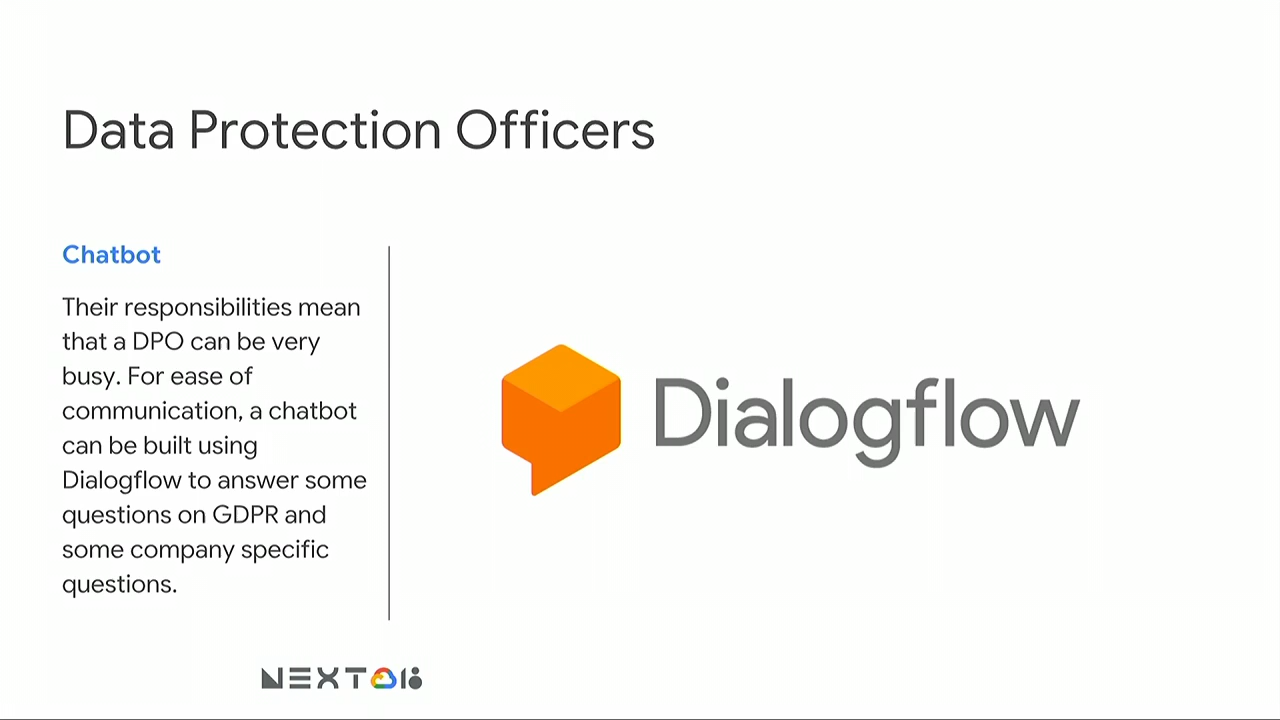 Data Protection Officers
Chatbot
Their responsibilities mean
that a DPO can be very
busy. For ease of
communication, a chatbot
can be built using
Dialogflow to answer some
questions on GDPR and
some company specific
questions.
Dialogflow
NEXT 18